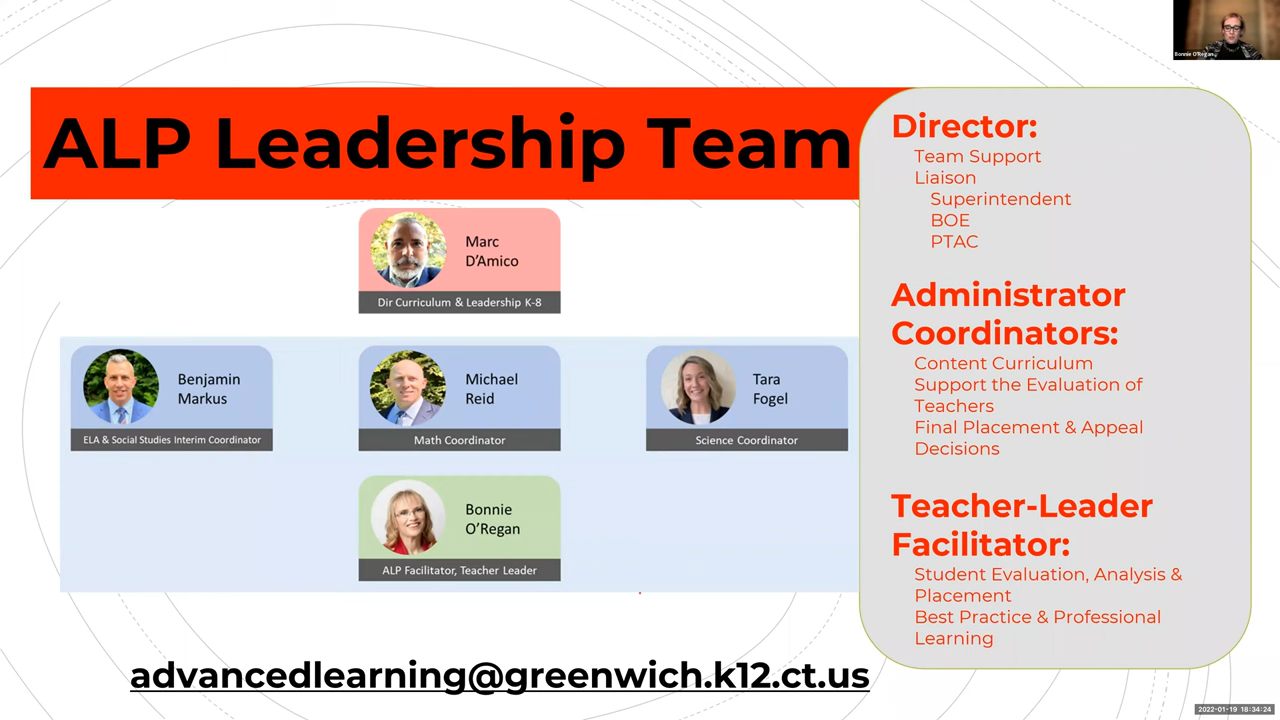 Bonnie O'Regan
ALP Leadership Team
Marc
D'Amico
Dir Curriculum & Leadership K-8
Benjamin
Markus
ELA & Social Studies Interim Coordinator
Michael
Reid
Math Coordinator
Tara
Fogel
Science Coordinator
Bonnie
O'Regan
ALP Facilitator, Teacher Leader
advancedlearning@greenwich.k12.ct.us
Director:
Team Support
Liaison
Superintendent
BOE
PTAC
Administrator
Coordinators:
Content Curriculum
Support the Evaluation of
Teachers
Final Placement & Appeal
Decisions
Teacher-Leader
Facilitator:
Student Evaluation, Analysis &
Placement
Best Practice & Professional
Learning
2022-01-19 18:34:24